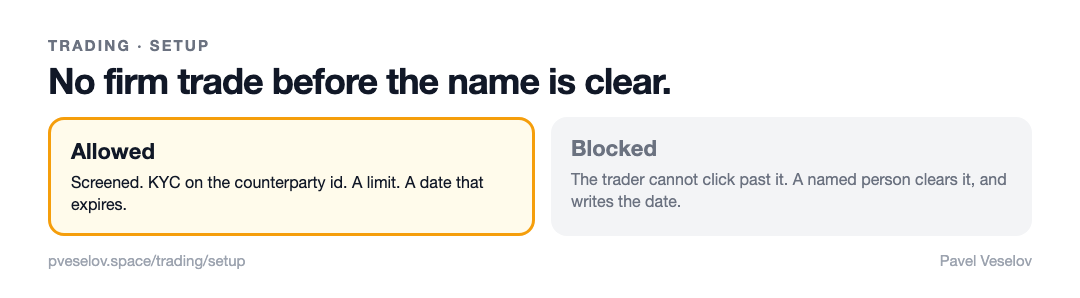 TRADING · SETUP
No firm trade before the name is clear.
Allowed
Screened. KYC on the counterparty id. A limit. A date that
expires.
Blocked
The trader cannot click past it. A named person clears it, and
writes the date.
pveselov.space/trading/setup
Pavel Veselov